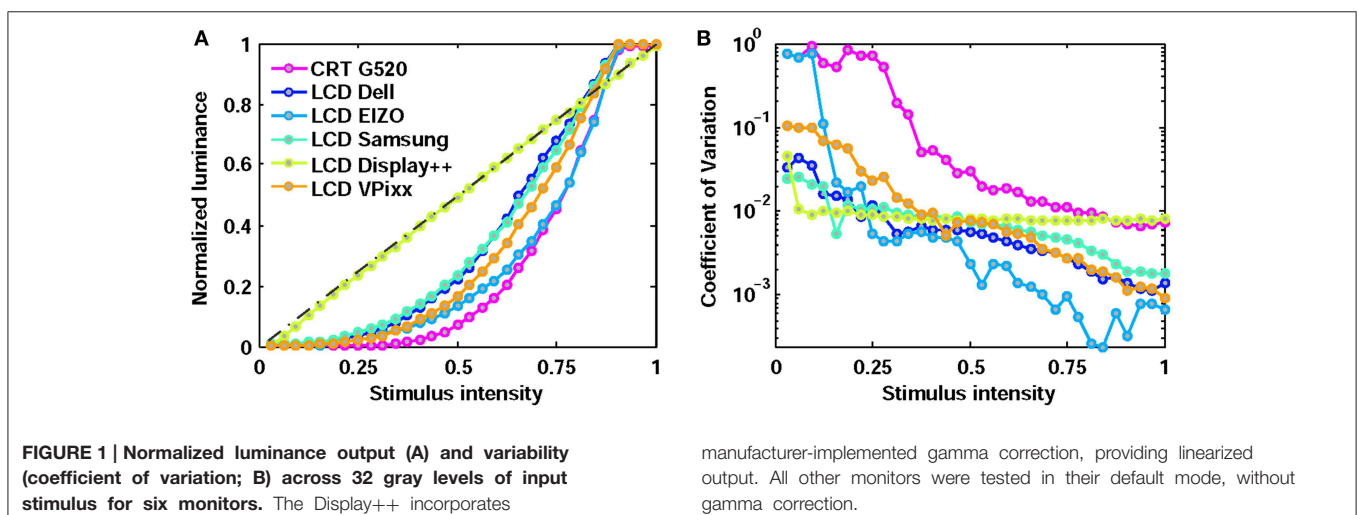 A
Normalized luminance
1
0.8
0.6
0.4
0.2
0
CRT G520
LCD Dell
LCD EIZO
LCD Samsung
LCD Display++
LCD VPixx
0 0.25 0.5 0.75 1
Stimulus intensity
B
Coefficient of Variation
10^0
10^-1
10^-2
10^-3
0 0.25 0.5 0.75 1
Stimulus intensity
FIGURE 1 | Normalized luminance output (A) and variability
(coefficient of variation; B) across 32 gray levels of input
stimulus for six monitors. The Display++ incorporates
manufacturer-implemented gamma correction, providing linearized
output. All other monitors were tested in their default mode, without
gamma correction.